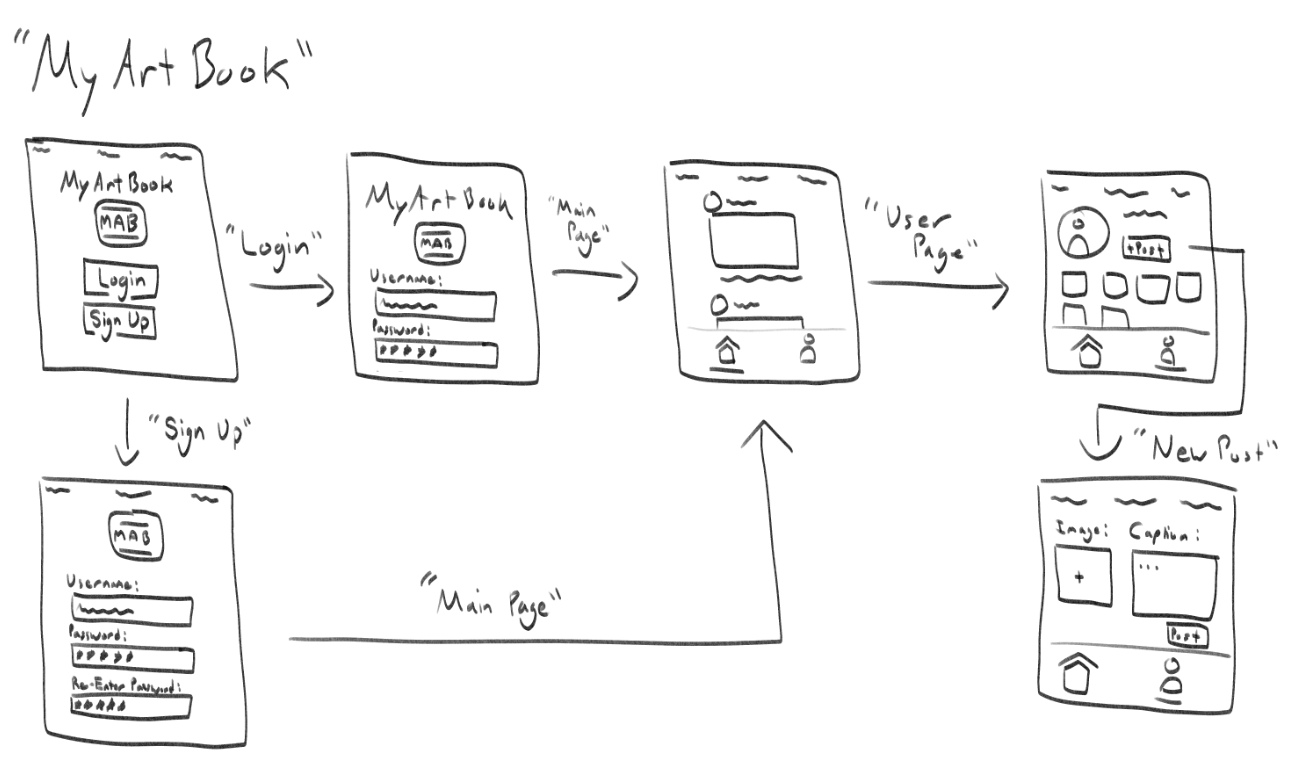 "My Art Book"
My Art Book
MAB
Login
Sign Up
"Login"
My Art Book
MAB
Username:
Password:
"Main
Page"
"User
Page"
+Post
"Sign Up"
MAB
Username:
Password:
Re-Enter Password:
"Main Page"
"New Post"
Image:
Caption:
+
...
Post